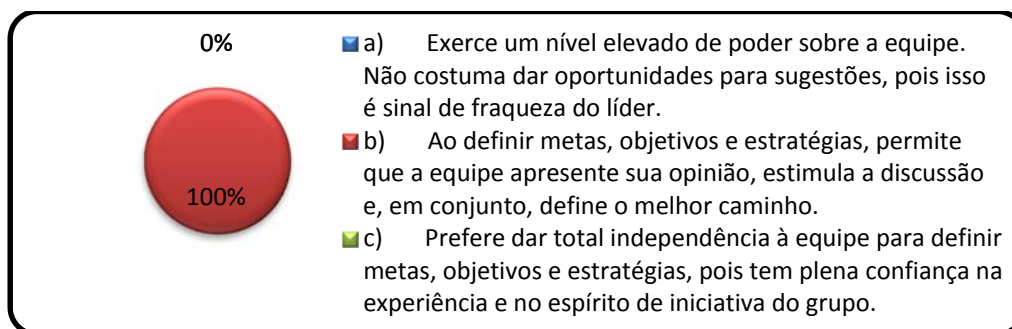 0%
100%
a) Exerce um nível elevado de poder sobre a equipe.
Não costuma dar oportunidades para sugestões, pois isso
é sinal de fraqueza do líder.
b) Ao definir metas, objetivos e estratégias, permite
que a equipe apresente sua opinião, estimula a discussão
e, em conjunto, define o melhor caminho.
c) Prefere dar total independência à equipe para definir
metas, objetivos e estratégias, pois tem plena confiança na
experiência e no espírito de iniciativa do grupo.